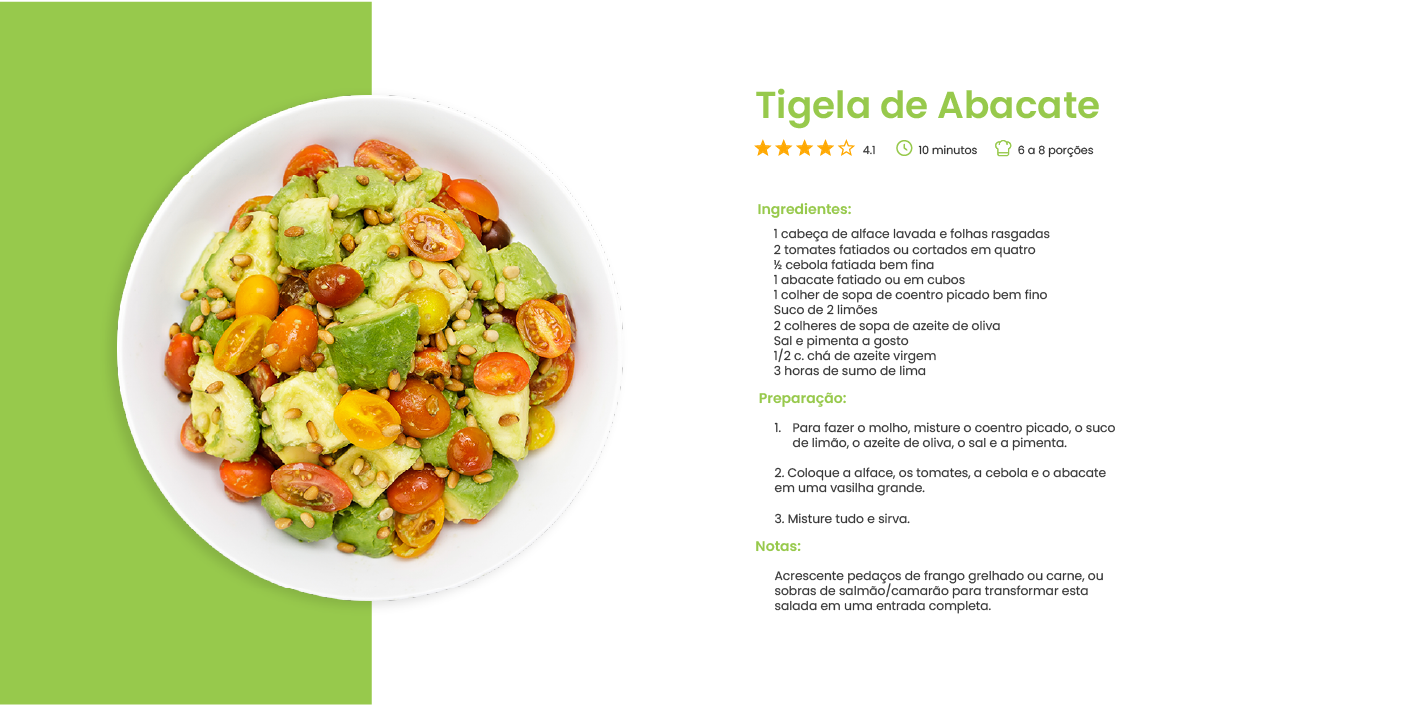 Tigela de Abacate
4.1 10 minutos 6 a 8 porções
Ingredientes:
1 cabeça de alface lavada e folhas rasgadas
2 tomates fatiados ou cortados em quatro
½ cebola fatiada bem fina
1 abacate fatiado ou em cubos
1 colher de sopa de coentro picado bem fino
Suco de 2 limões
2 colheres de sopa de azeite de oliva
Sal e pimenta a gosto
1/2 c. chá de azeite virgem
3 horas de sumo de lima
Preparação:
1. Para fazer o molho, misture o coentro picado, o suco
de limão, o azeite de oliva, o sal e a pimenta.
2. Coloque a alface, os tomates, a cebola e o abacate
em uma vasilha grande.
3. Misture tudo e sirva.
Notas:
Acrescente pedaços de frango grelhado ou carne, ou
sobras de salmão/camarão para transformar esta
salada em uma entrada completa.